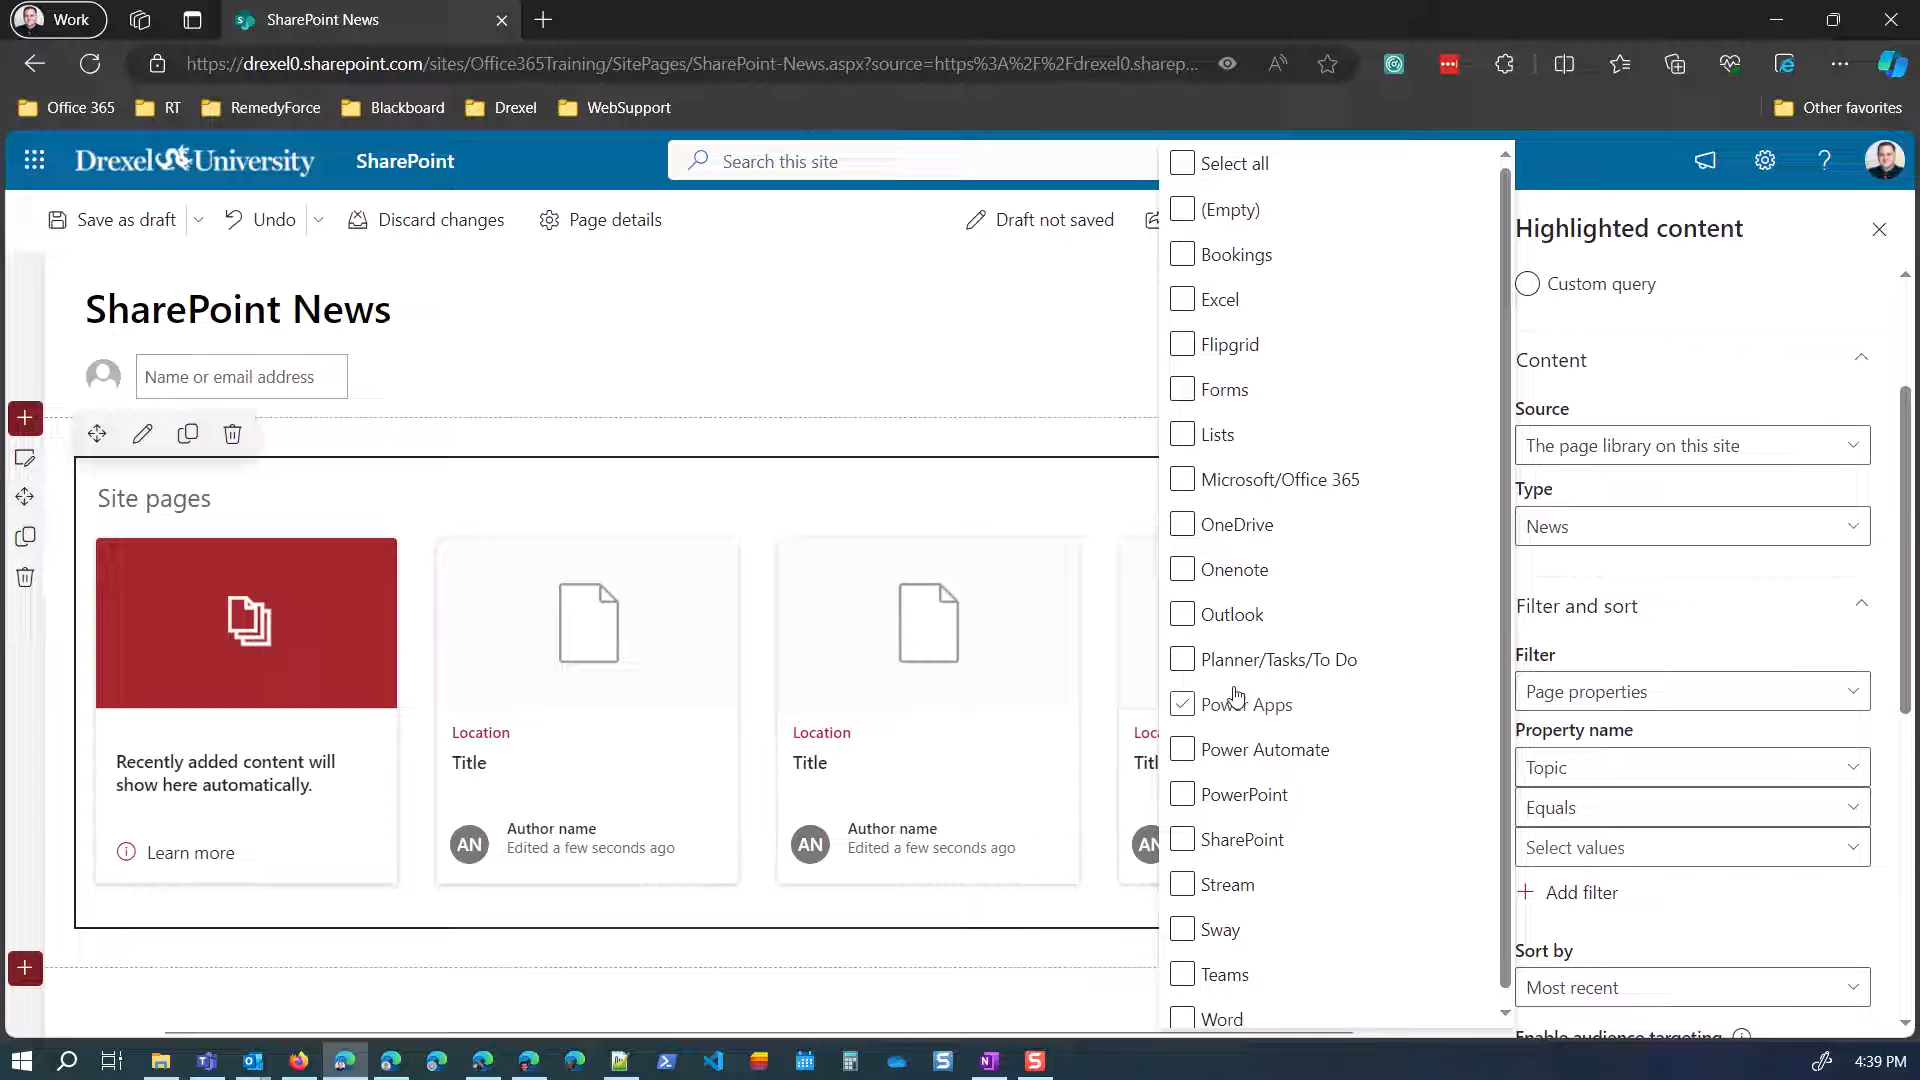 Work
SharePoint News
https://drexel0.sharepoint.com/sites/Office365Training/SitePages/SharePoint-News.aspx?source=https%3A%2F%2Fdrexel0.sharep...
Office 365
RT
RemedyForce
Blackboard
Drexel
WebSupport
Other favorites
Drexel University
SharePoint
Search this site
Save as draft
Undo
Discard changes
Page details
Draft not saved
SharePoint News
Name or email address
Site pages
Recently added content will
show here automatically.
Learn more
Location
Title
AN
Author name
Edited a few seconds ago
Location
Title
AN
Author name
Edited a few seconds ago
Loca
Titl
AN
Select all
(Empty)
Bookings
Excel
Flipgrid
Forms
Lists
Microsoft/Office 365
OneDrive
Onenote
Outlook
Planner/Tasks/To Do
Power Apps
Power Automate
PowerPoint
SharePoint
Stream
Sway
Teams
Word
Highlighted content
Custom query
Content
Source
The page library on this site
Type
News
Filter and sort
Filter
Page properties
Property name
Topic
Equals
Select values
Add filter
Sort by
Most recent
Enable audience targeting
4:39 PM